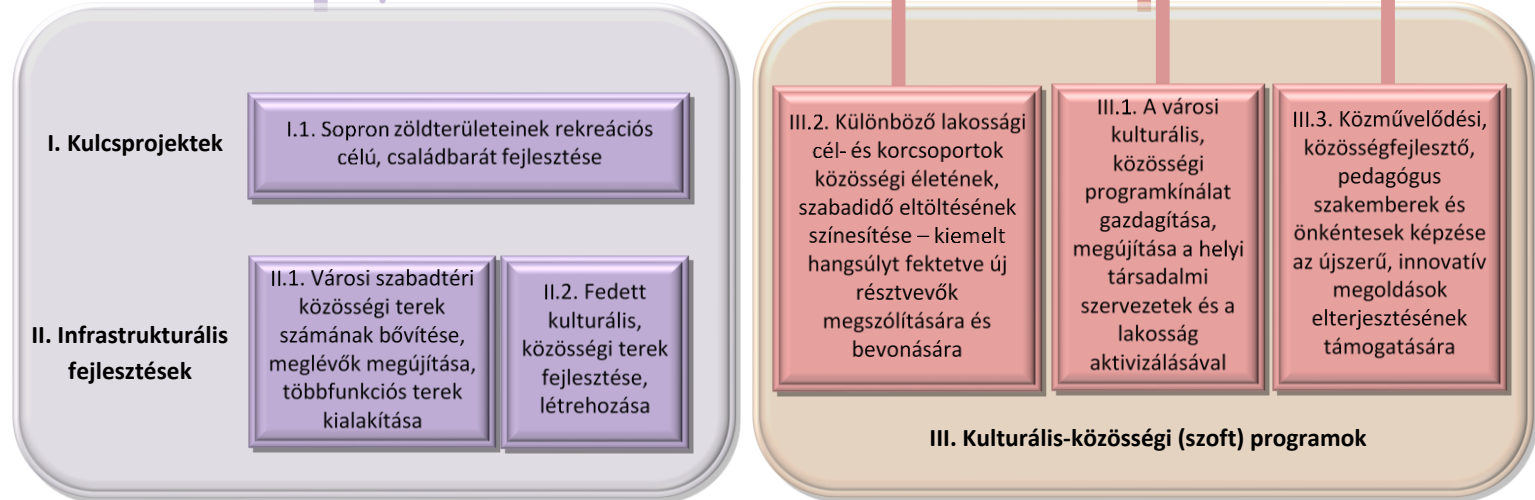 I. Kulcsprojektek
I.1. Sopron zöldterületeinek rekreációs
célú, családbarát fejlesztése
II. Infrastrukturális
fejlesztések
II.1. Városi szabadtéri
közösségi terek
számának bővítése,
meglévők megújítása,
többfunkciós terek
kialakítása
II.2. Fedett
kulturális,
közösségi terek
fejlesztése,
létrehozása
III.2. Különböző lakossági
cél- és korcsoportok
közösségi életének,
szabadidő eltöltésének
színesítése – kiemelt
hangsúlyt fektetve új
résztvevők
megszólítására és
bevonására
III.1. A városi
kulturális,
közösségi
programkínálat
gazdagítása,
megújítása a helyi
társadalmi
szervezetek és a
lakosság
aktivizálásával
III.3. Közművelődési,
közösségfejlesztő,
pedagógus
szakemberek és
önkéntesek képzése
az újszerű, innovatív
megoldások
elterjesztésének
támogatására
III. Kulturális-közösségi (szoft) programok